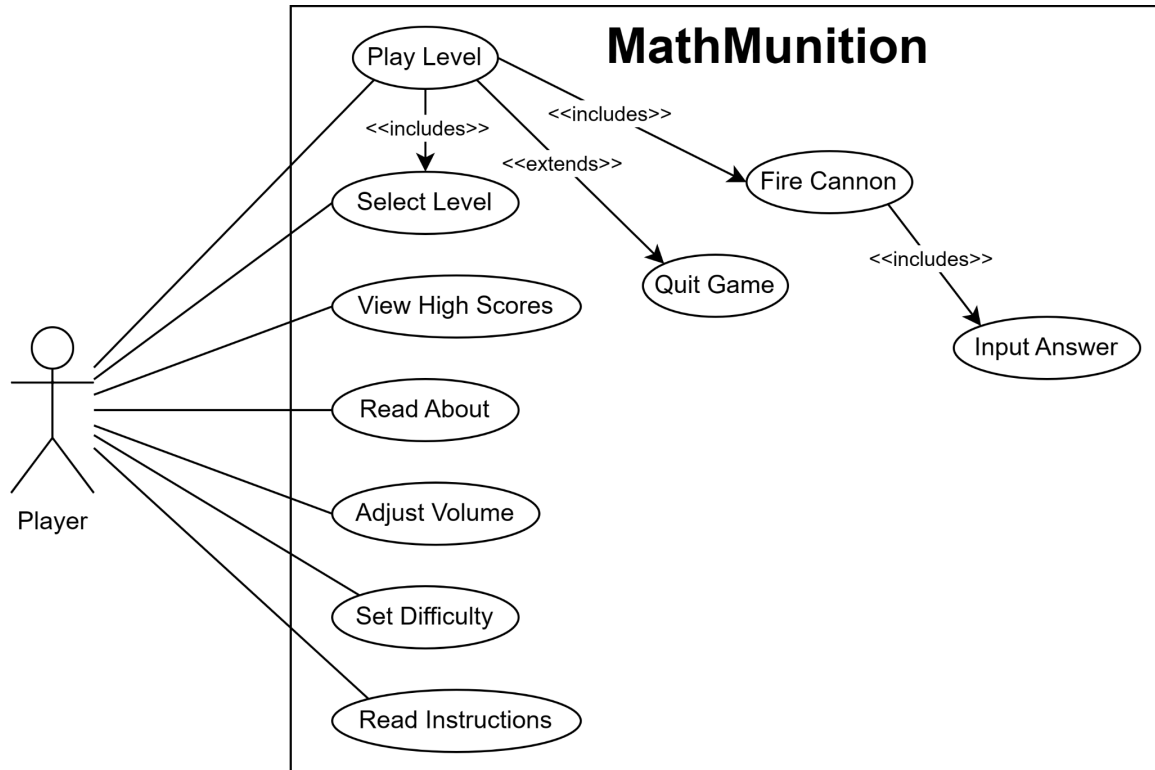 MathMunition
Play Level
<<includes>>
<<includes>>
<<extends>>
Fire Cannon
Select Level
<<includes>>
Quit Game
View High Scores
Input Answer
Read About
Player
Adjust Volume
Set Difficulty
Read Instructions